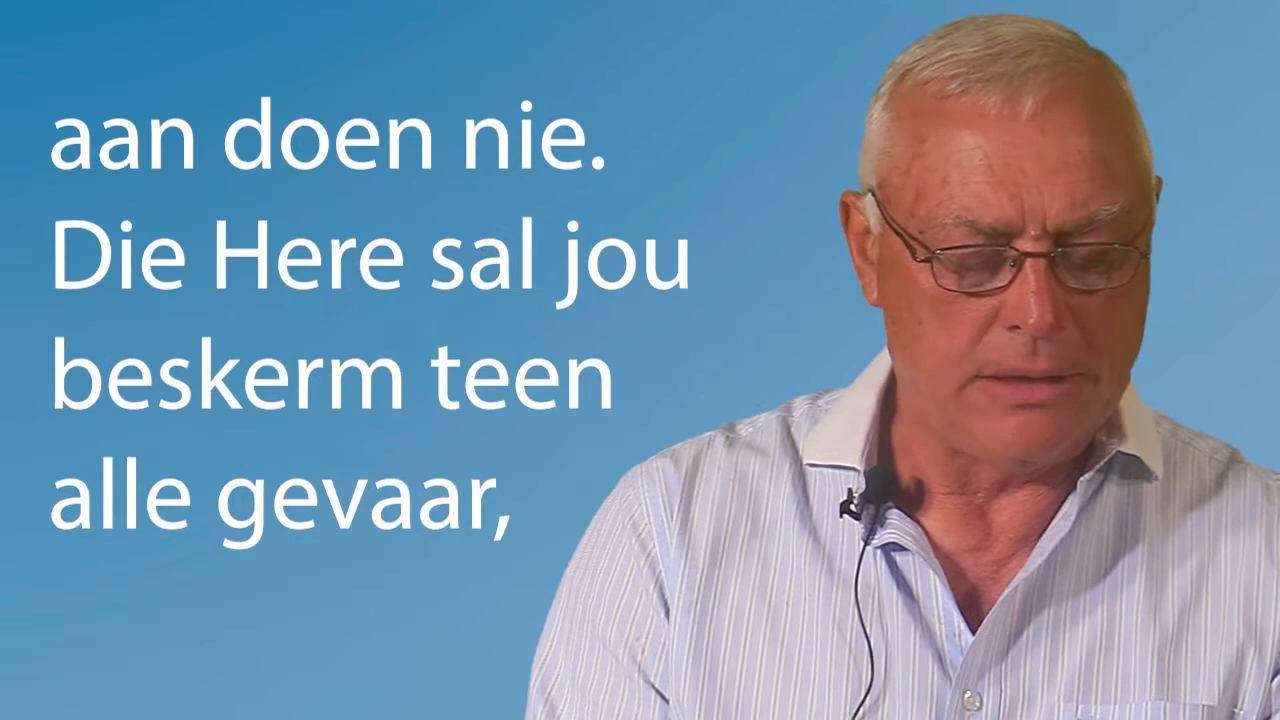 aan doen nie.
Die Here sal jou
beskerm teen
alle gevaar,